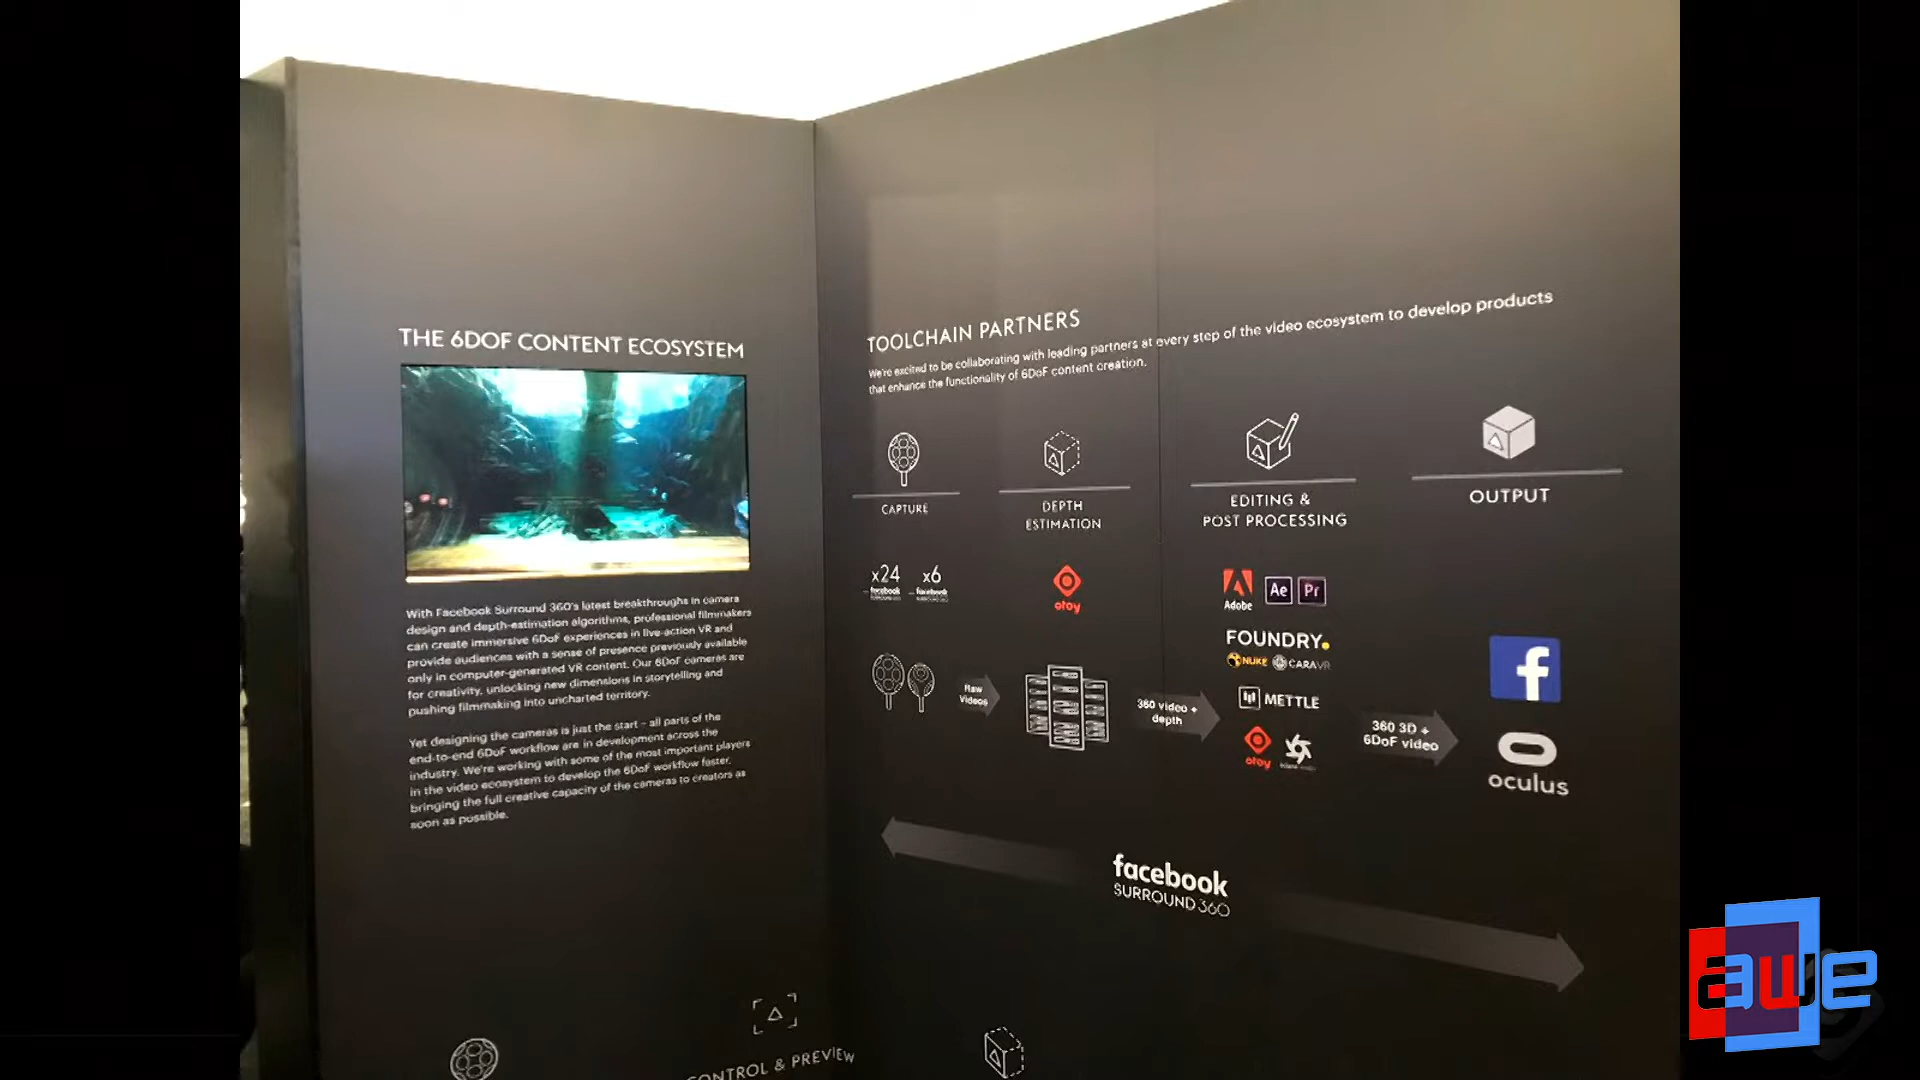 THE 6DOF CONTENT ECOSYSTEM
With Facebook Surround 360's latest breakthroughs in camera
design and depth-estimation algorithms, professional filmmakers
can create immersive 6DoF experiences in live-action VR and
provide audiences with a sense of presence previously available
only in computer-generated VR content. Our 6DoF cameras are
for creativity, unlocking new dimensions in storytelling and
pushing filmmaking into uncharted territory.
Yet designing the cameras is just the start – all parts of the
end-to-end 6DoF workflow are in development across the
industry. We're working with some of the most important players
in the video ecosystem to develop the 6DoF workflow faster,
bringing the full creative capacity of the cameras to creators as
soon as possible.
TOOLCHAIN PARTNERS
We're excited to be collaborating with leading partners at every step of the video ecosystem to develop products
that enhance the functionality of 6DoF content creation.
CAPTURE
DEPTH
ESTIMATION
EDITING &
POST PROCESSING
OUTPUT
x24 x6
facebook facebook
SURROUND 360 SURROUND 360
otoy
Adobe
Ae Pr
FOUNDRY.
NUKE CARAVR
METTLE
otoy
Raw
Videos
360 video +
depth
360 3D +
6DoF video
f
oculus
facebook
SURROUND 360
CONTROL & PREVIEW
awe